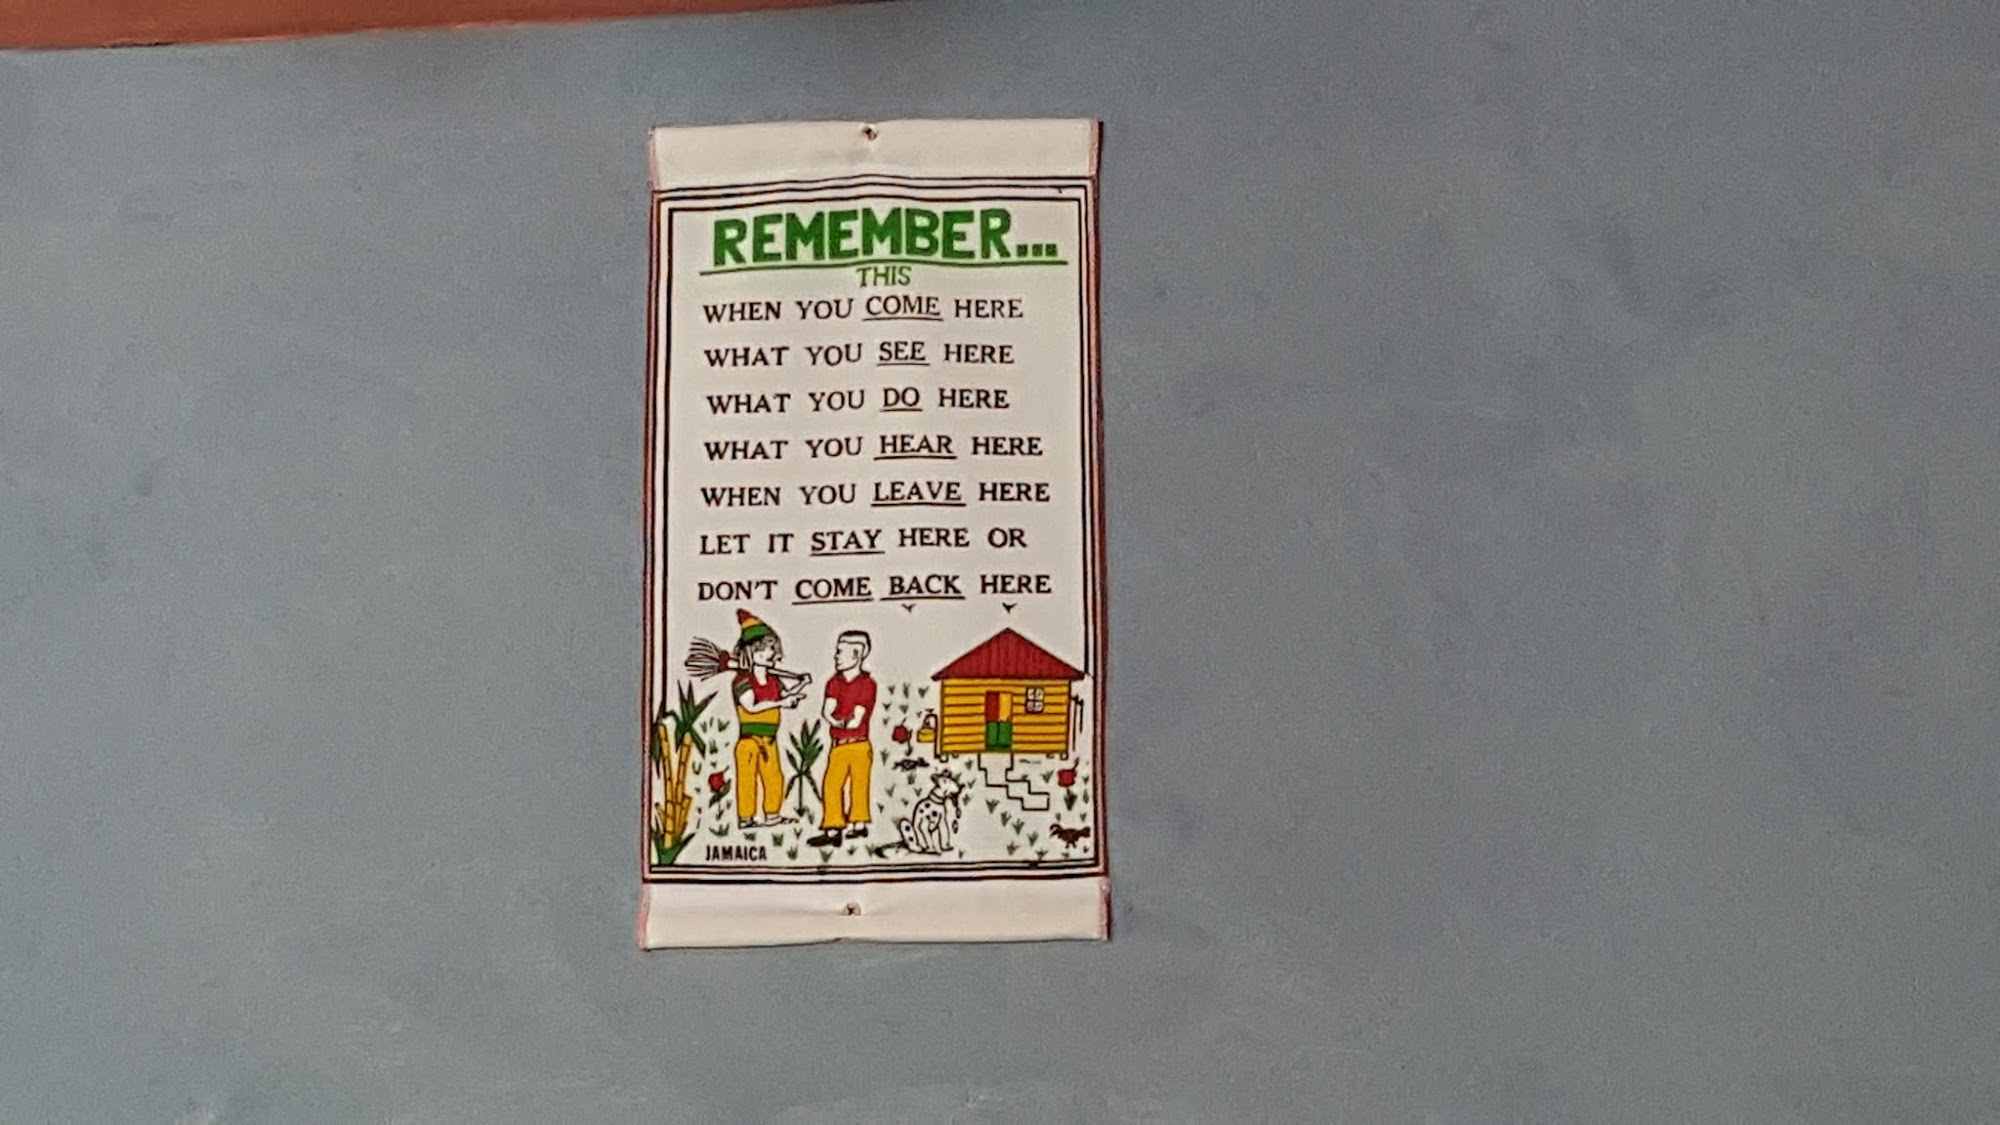 REMEMBER...
THIS
WHEN YOU COME HERE
WHAT YOU SEE HERE
WHAT YOU DO HERE
WHAT YOU HEAR HERE
WHEN YOU LEAVE HERE
LET IT STAY HERE OR
DON'T COME BACK HERE
JAMAICA